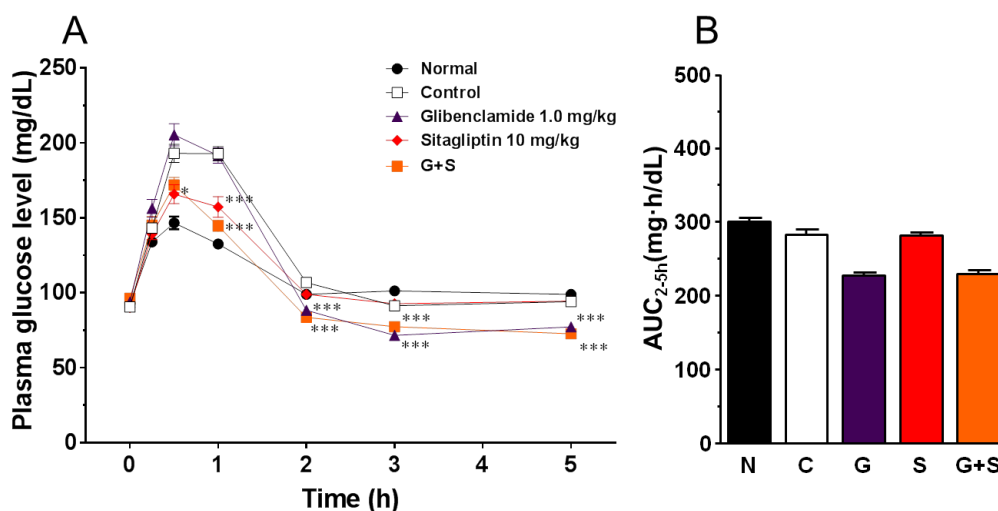 A
Plasma glucose level (mg/dL)
250
200
150
100
50
0
Normal
Control
Glibenclamide 1.0 mg/kg
Sitagliptin 10 mg/kg
G+S
*
***
***
***
***
***
***
***
***
0
1
2
3
4
5
Time (h)
B
AUC2-5h(mg·h/dL)
500
400
300
200
100
0
N
C
G
S
G+S